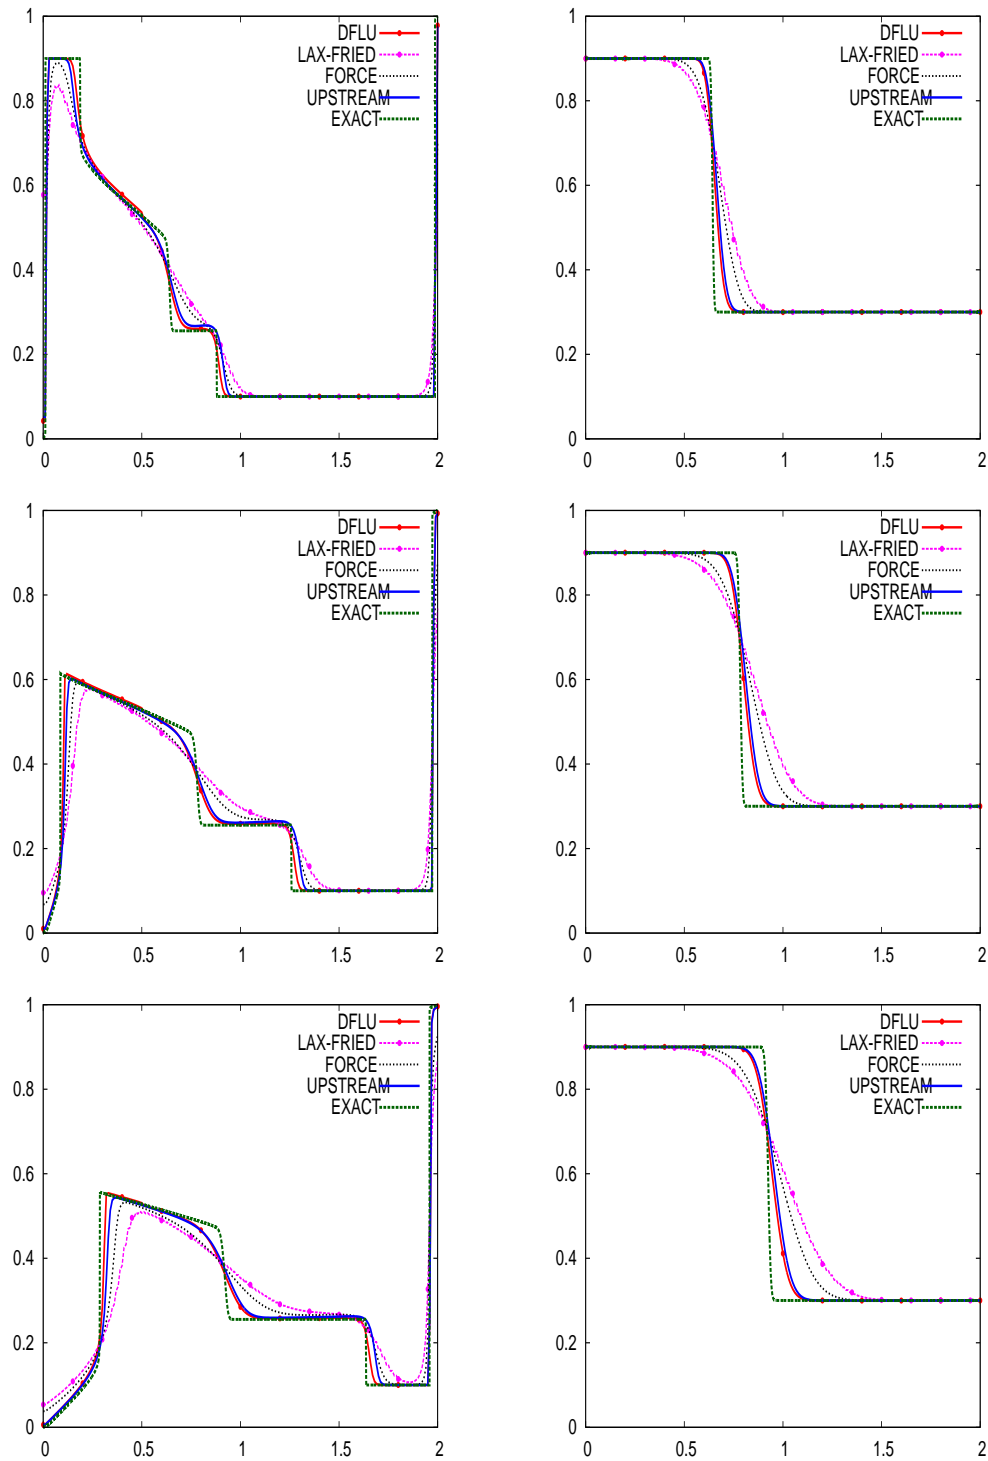 1
DFLU
LAX-FRIED
FORCE
UPSTREAM
EXACT
0.8
0.6
0.4
0.2
0
0 0.5 1 1.5 2
1
DFLU
LAX-FRIED
FORCE
UPSTREAM
EXACT
0.8
0.6
0.4
0.2
0
0 0.5 1 1.5 2
1
DFLU
LAX-FRIED
FORCE
UPSTREAM
EXACT
0.8
0.6
0.4
0.2
0
0 0.5 1 1.5 2
1
DFLU
LAX-FRIED
FORCE
UPSTREAM
EXACT
0.8
0.6
0.4
0.2
0
0 0.5 1 1.5 2
1
DFLU
LAX-FRIED
FORCE
UPSTREAM
EXACT
0.8
0.6
0.4
0.2
0
0 0.5 1 1.5 2
1
DFLU
LAX-FRIED
FORCE
UPSTREAM
EXACT
0.8
0.6
0.4
0.2
0
0 0.5 1 1.5 2